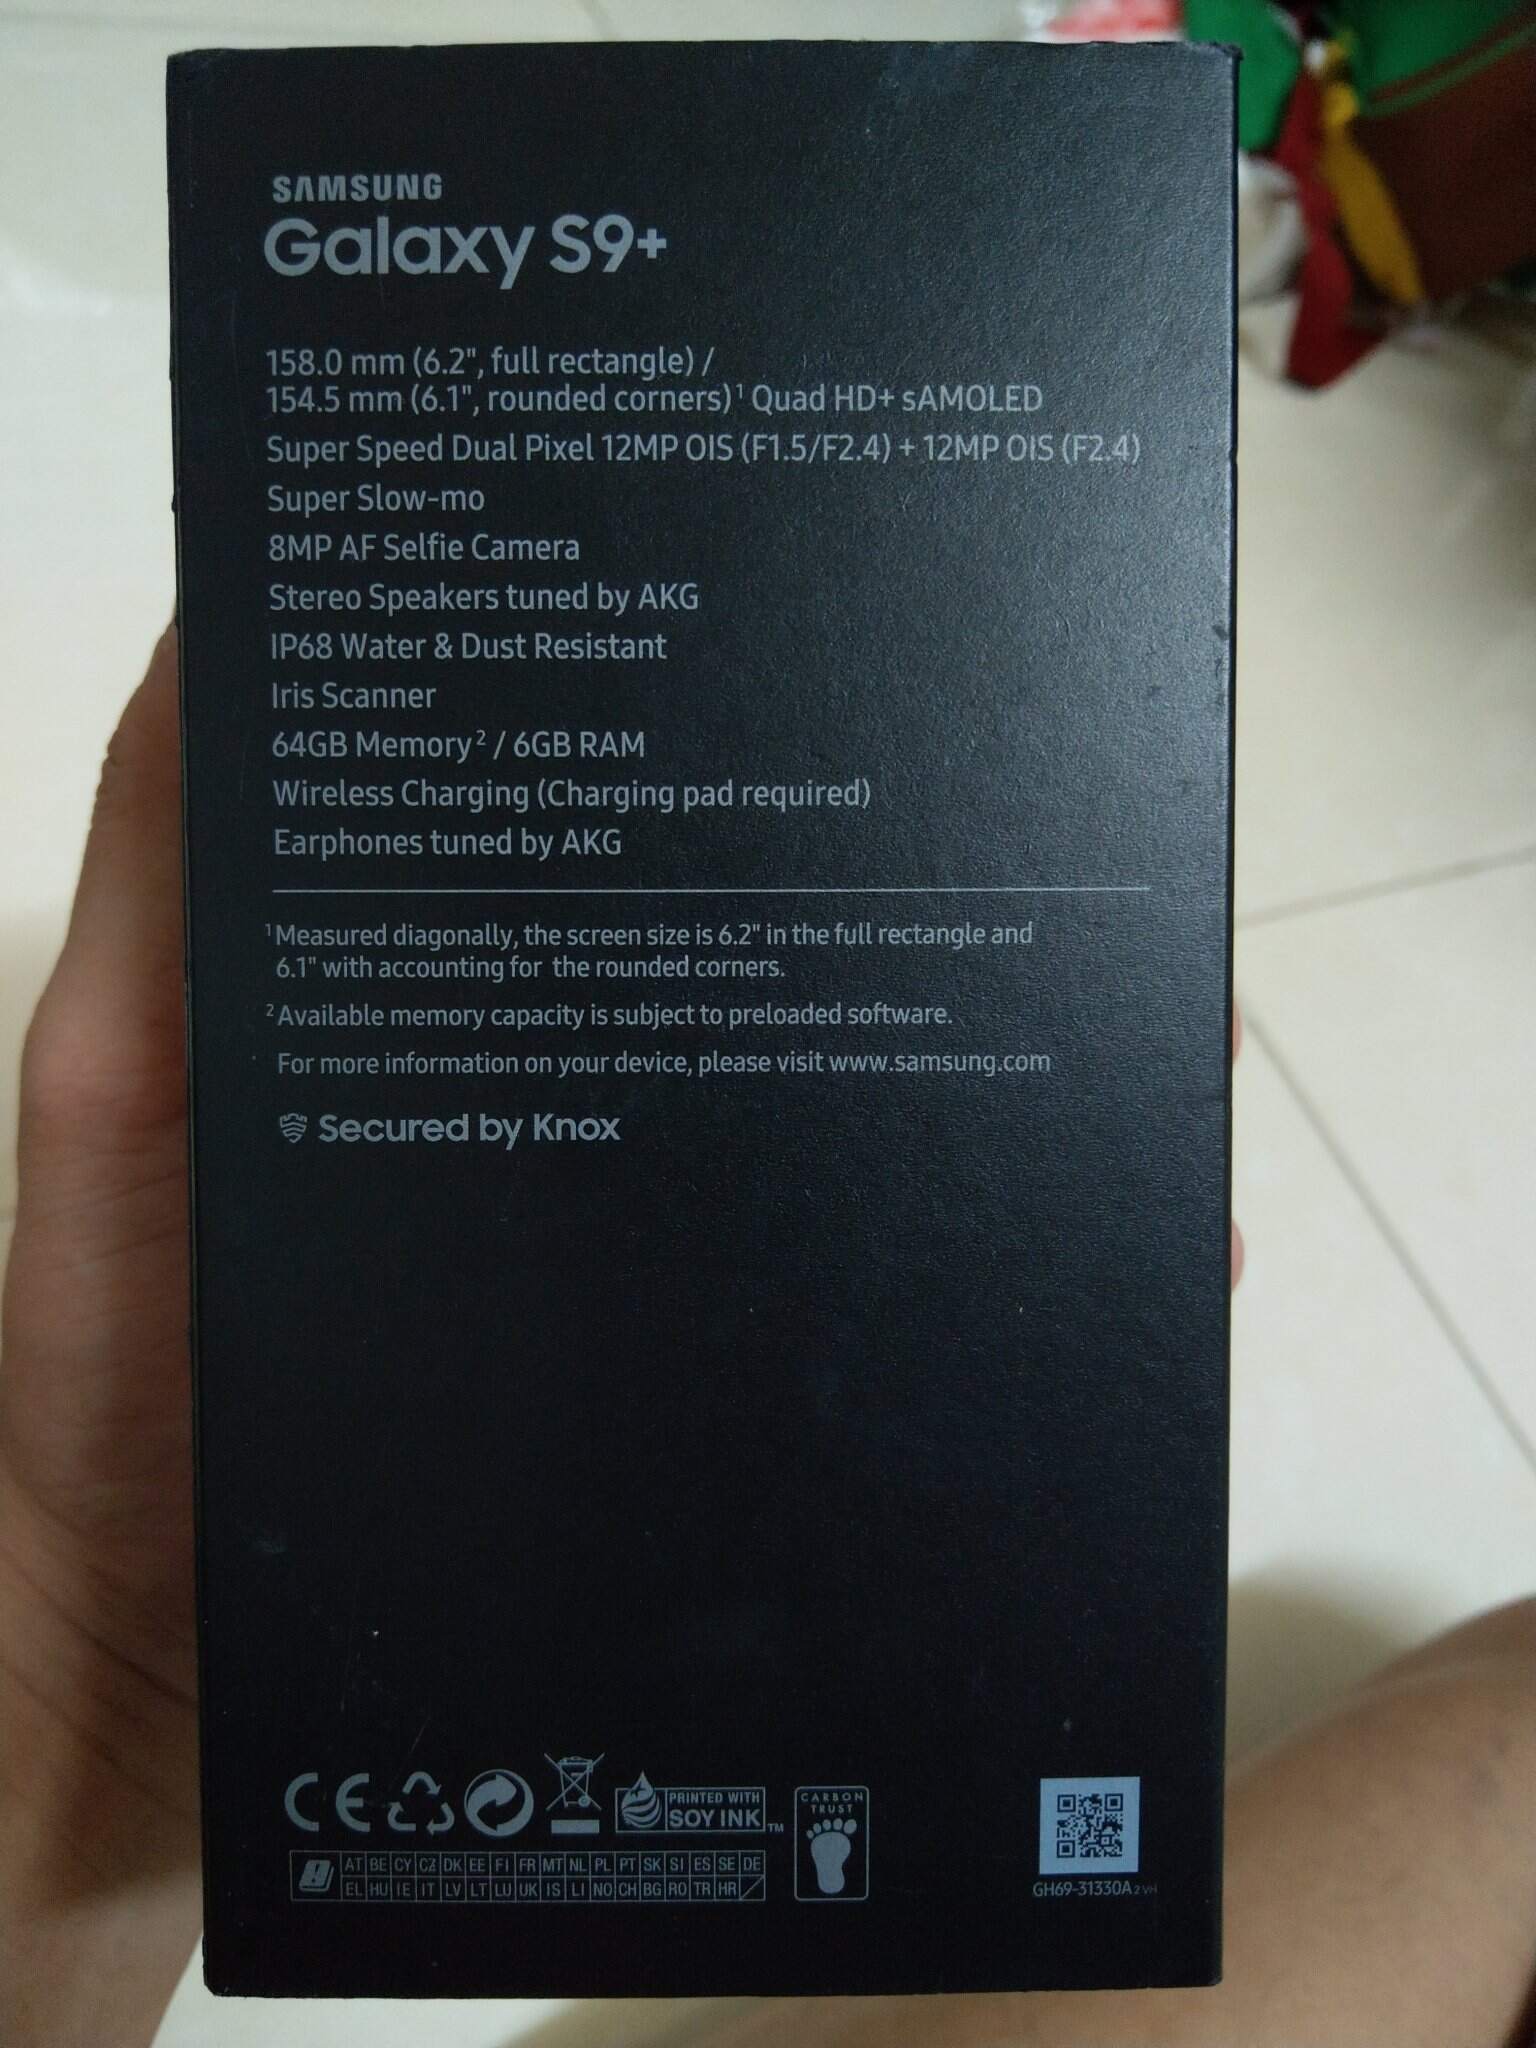 SAMSUNG
Galaxy S9+
158.0 mm (6.2", full rectangle) /
154.5 mm (6.1", rounded corners)¹ Quad HD+ sAMOLED
Super Speed Dual Pixel 12MP OIS (F1.5/F2.4) + 12MP OIS (F2.4)
Super Slow-mo
8MP AF Selfie Camera
Stereo Speakers tuned by AKG
IP68 Water & Dust Resistant
Iris Scanner
64GB Memory² / 6GB RAM
Wireless Charging (Charging pad required)
Earphones tuned by AKG
¹ Measured diagonally, the screen size is 6.2" in the full rectangle and
6.1" with accounting for the rounded corners.
² Available memory capacity is subject to preloaded software.
For more information on your device, please visit www.samsung.com
Secured by Knox
CE
PRINTED WITH
SOY INK™
CARBON
TRUST
AT BE CY CZ DK EE FI FR MT NL PL PT SK SI ES SE DE
EL HU IE IT LV LT LU UK IS LI NO CH BG RO TR HR
GH69-31330A 2 VH